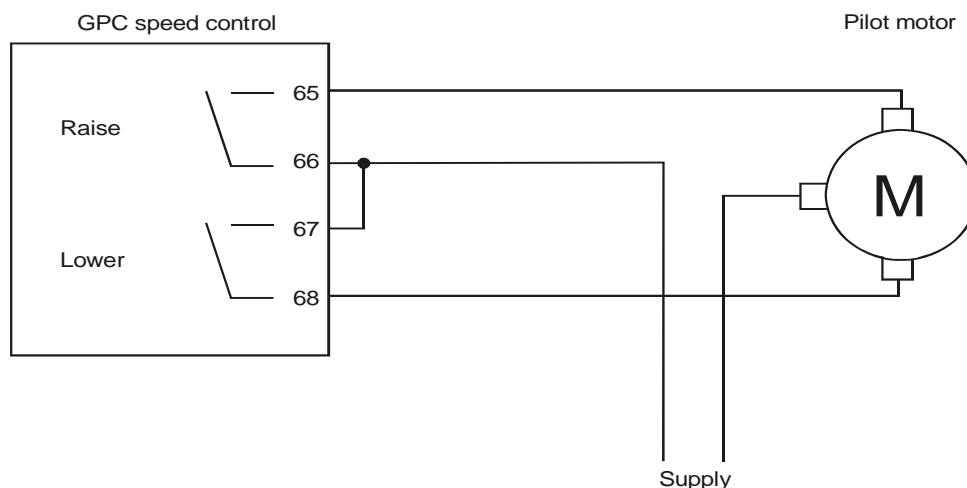 GPC speed control
Pilot motor
65
Raise
66
67
Lower
68
M
Supply